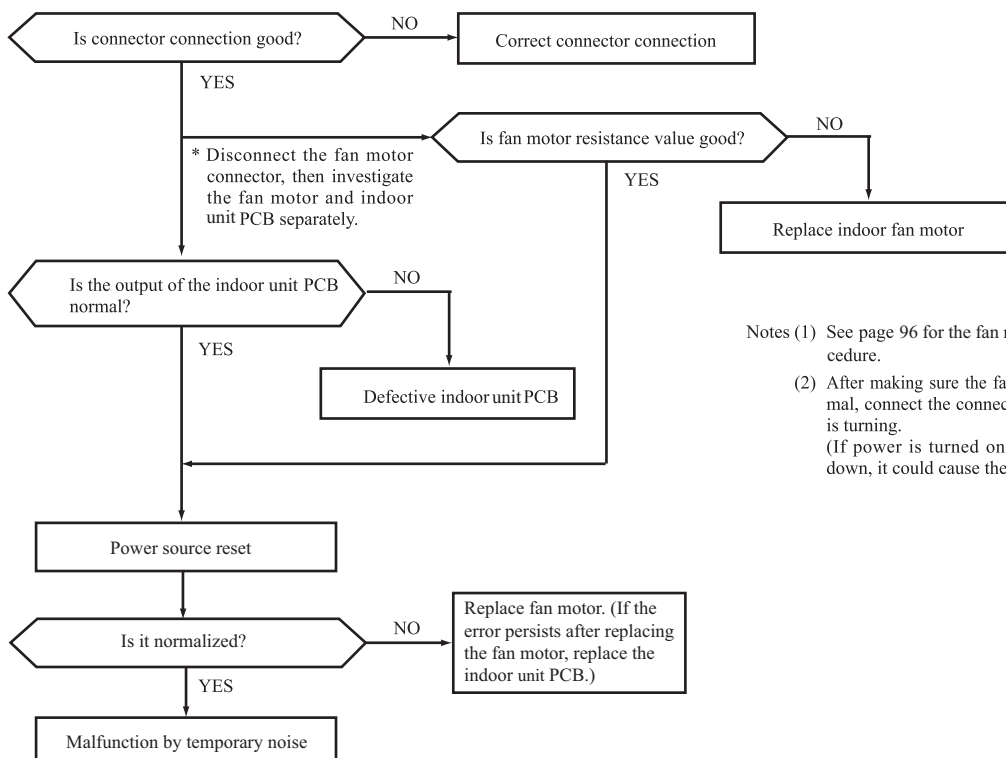 Is connector connection good?
NO
Correct connector connection
YES
Is fan motor resistance value good?
NO
* Disconnect the fan motor
connector, then investigate
the fan motor and indoor
unit PCB separately.
YES
Replace indoor fan motor
Is the output of the indoor unit PCB
normal?
NO
YES
Defective indoor unit PCB
Notes (1) See page 96 for the fan
cedure.
(2) After making sure the
mal, connect the
is turning.
(If power is turned on
down, it could cause the
Power source reset
Is it normalized?
NO
Replace fan motor. (If the
error persists after replacing
the fan motor, replace the
indoor unit PCB.)
YES
Malfunction by temporary noise